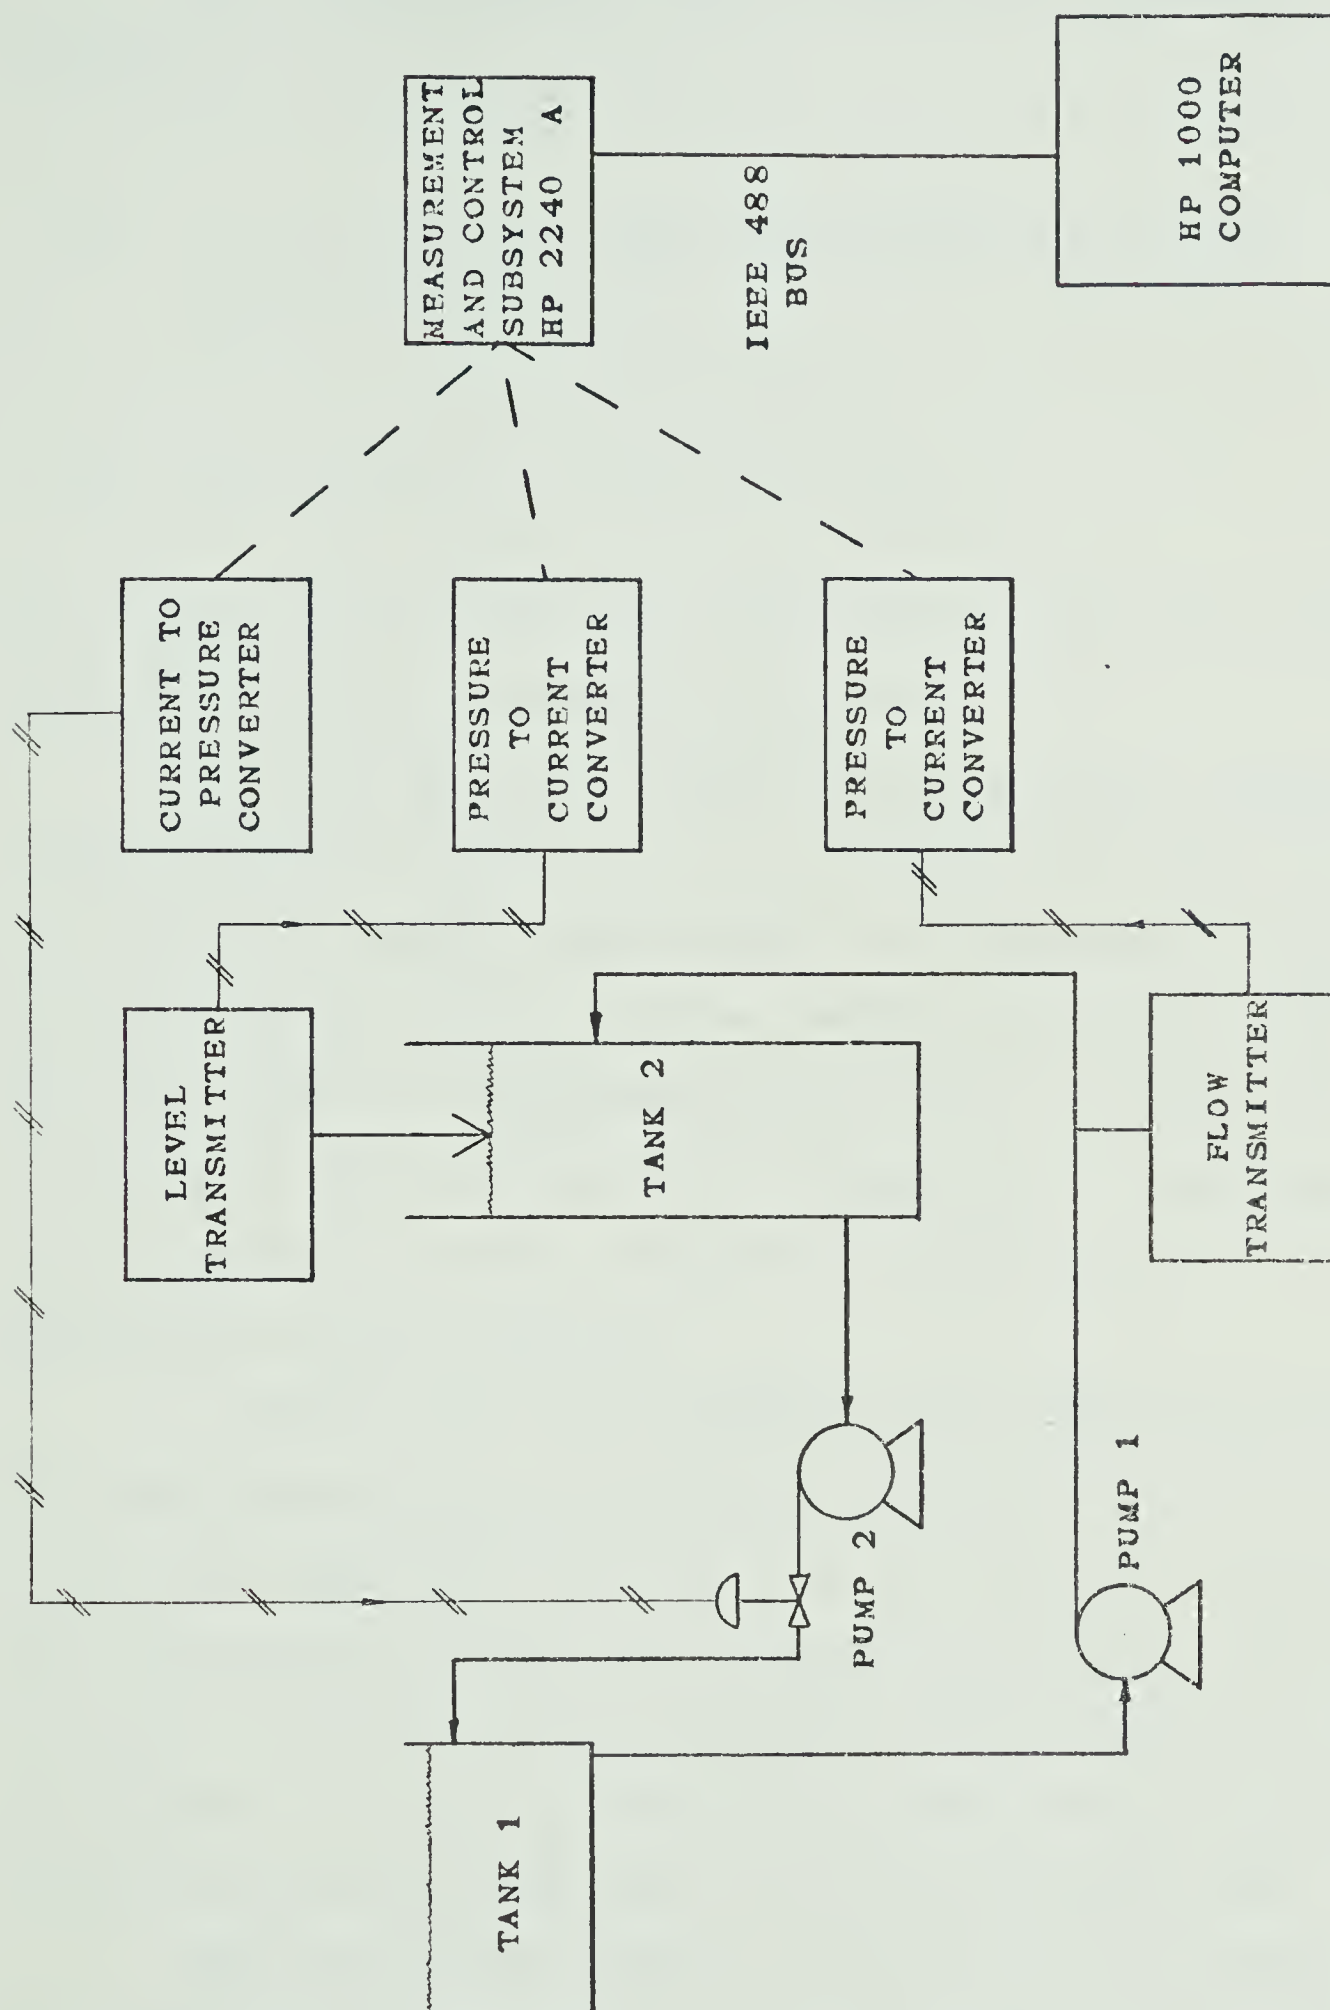 TANK 1
PUMP 1
PUMP 2
TANK 2
LEVEL
TRANSMITTER
FLOW
TRANSMITTER
CURRENT TO
PRESSURE
CONVERTER
PRESSURE
TO
CURRENT
CONVERTER
PRESSURE
TO
CURRENT
CONVERTER
MEASUREMENT
AND CONTROL
SUBSYSTEM
HP 2240 A
IEEE 488
BUS
HP 1000
COMPUTER